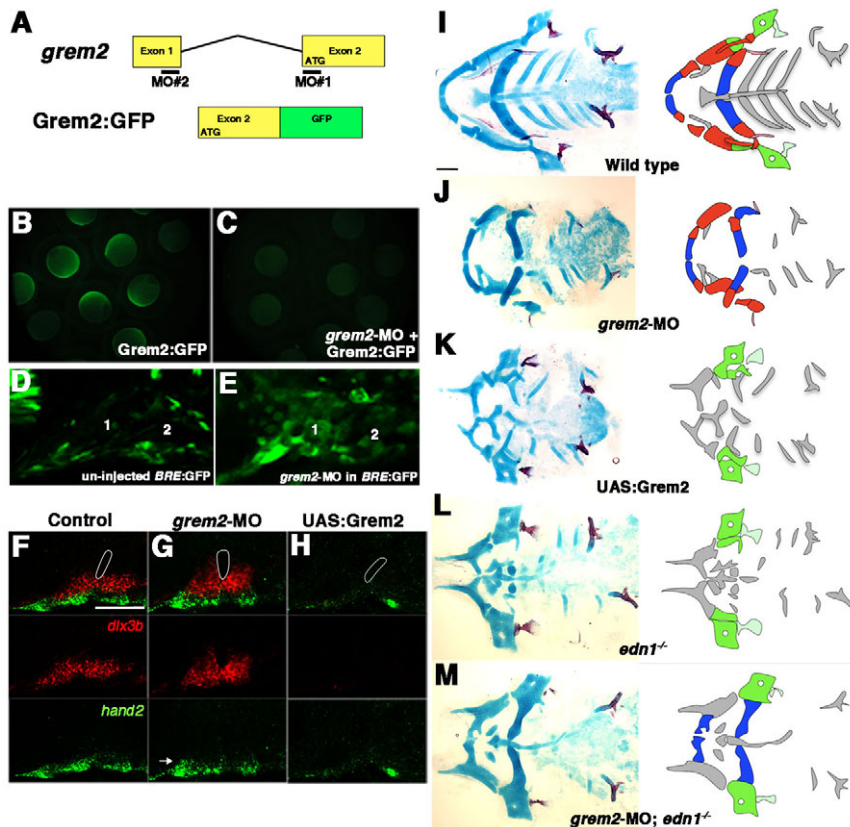 A
grem2
Exon 1
Exon 2
ATG
MO#2
MO#1
Grem2:GFP
Exon 2
GFP
ATG
B
Grem2:GFP
C
grem2-MO +
Grem2:GFP
D
1
2
un-injected BRE:GFP
E
1
2
grem2-MO in BRE:GFP
Control
grem2-MO
UAS:Grem2
F
G
H
dlx3b
hand2
I
Wild type
J
grem2-MO
K
UAS:Grem2
L
edn1-/-
M
grem2-MO; edn1-/-